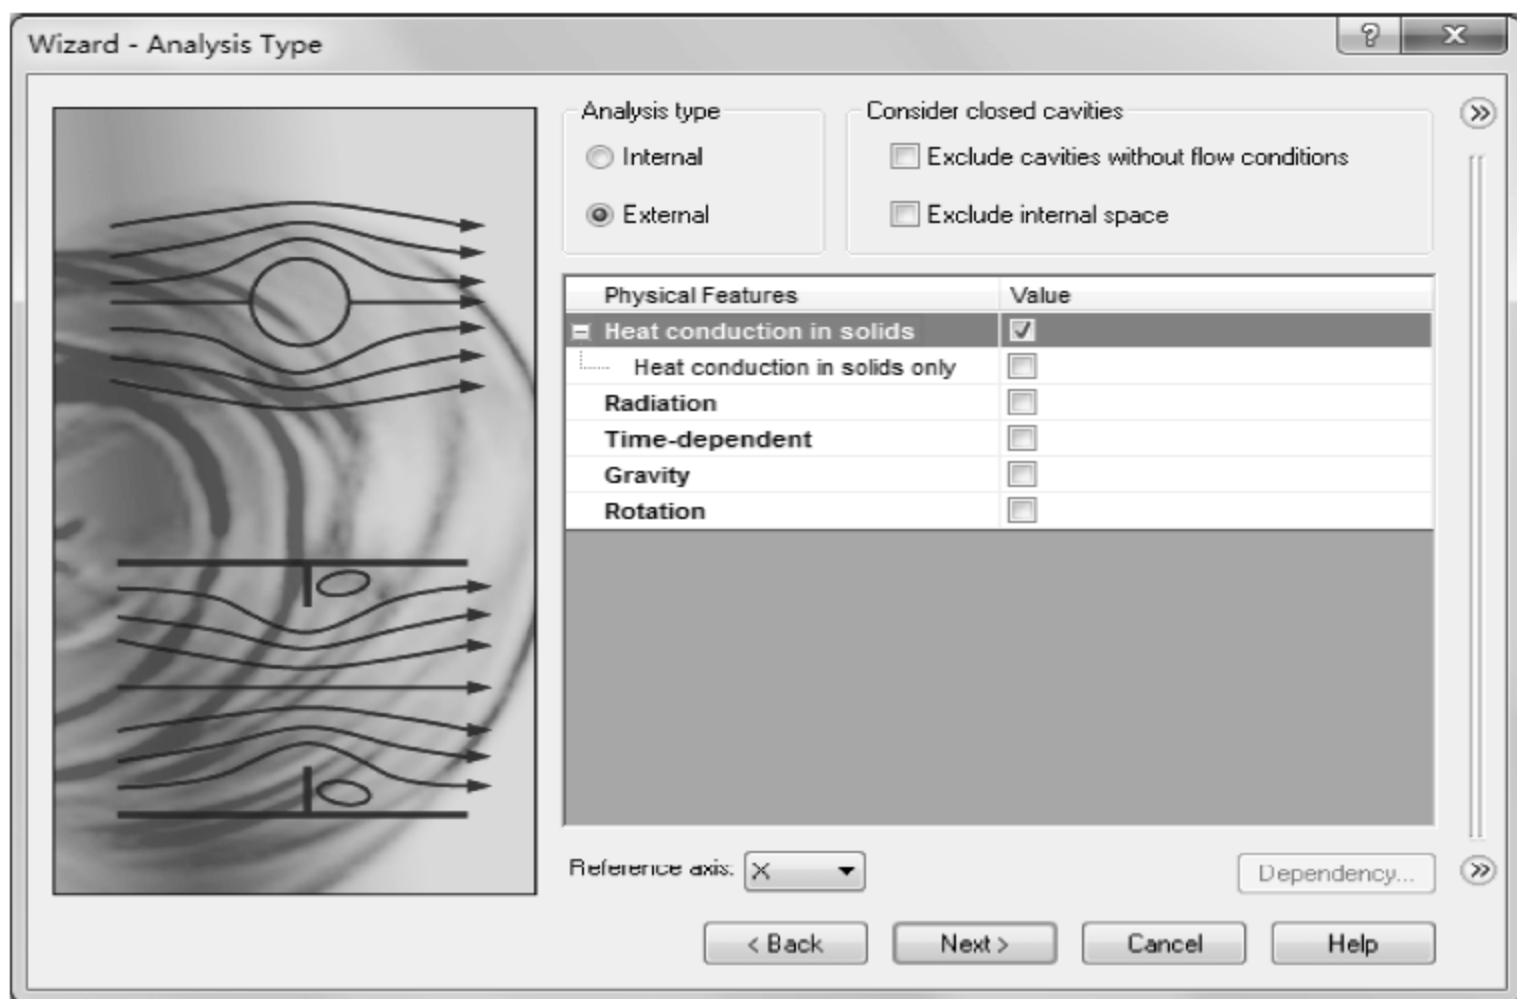 Wizard - Analysis Type
Analysis type
Internal
External
Consider closed cavities
Exclude cavities without flow conditions
Exclude internal space
Physical Features Value
Heat conduction in solids
Heat conduction in solids only
Radiation
Time-dependent
Gravity
Rotation
Reference axis: X
Dependency...
< Back Next > Cancel Help